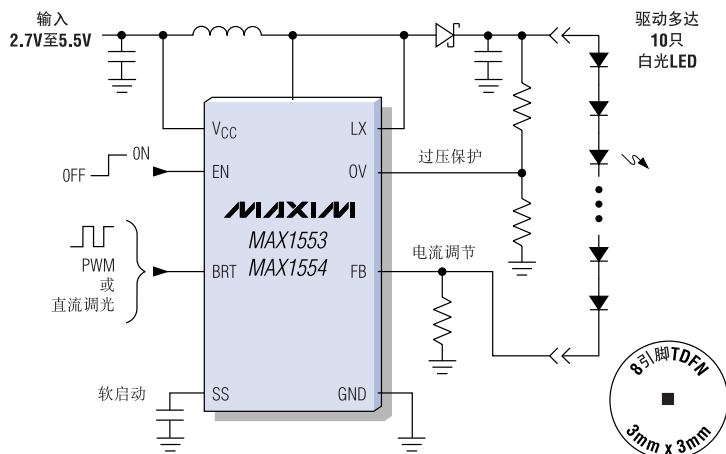 输入
2.7V至5.5V
驱动多达
10只
白光LED
VCC
LX
OFF
ON
EN
OV
过压保护
MAXIM
MAX1553
MAX1554
PWM
或
直流调光
BRT
FB
电流调节
软启动
SS
GND
8引脚TDFN
3mm x 3mm